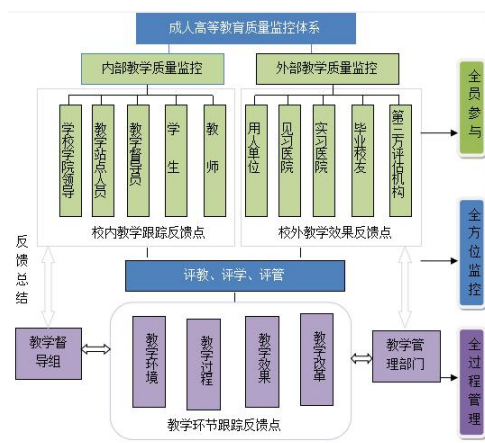 成人高等教育质量监控体系
内部教学质量监控
外部教学质量监控
学校学院领导
教学站点人员
教学督导员
学生
教师
用人单位
见习医院
实习医院
毕业校友
第三方评估机构
校内教学跟踪反馈点
校外教学效果反馈点
全员参与
反馈总结
评教、评学、评管
全方位监控
教学督
导组
教学环境
教学过程
教学效果
教学改革
教学管
理部门
全过程管理
教学环节跟踪反馈点